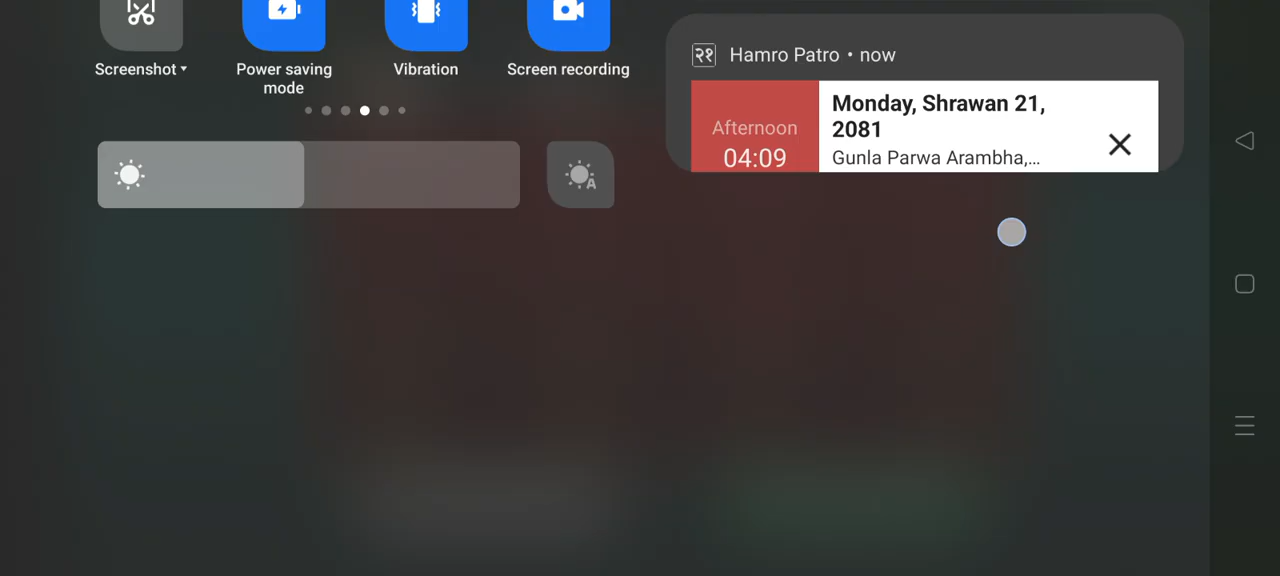 Screenshot
Power saving
mode
Vibration
Screen recording
२१ Hamro Patro • now
Afternoon
04:09
Monday, Shrawan 21,
2081
Gunla Parwa Arambha,...